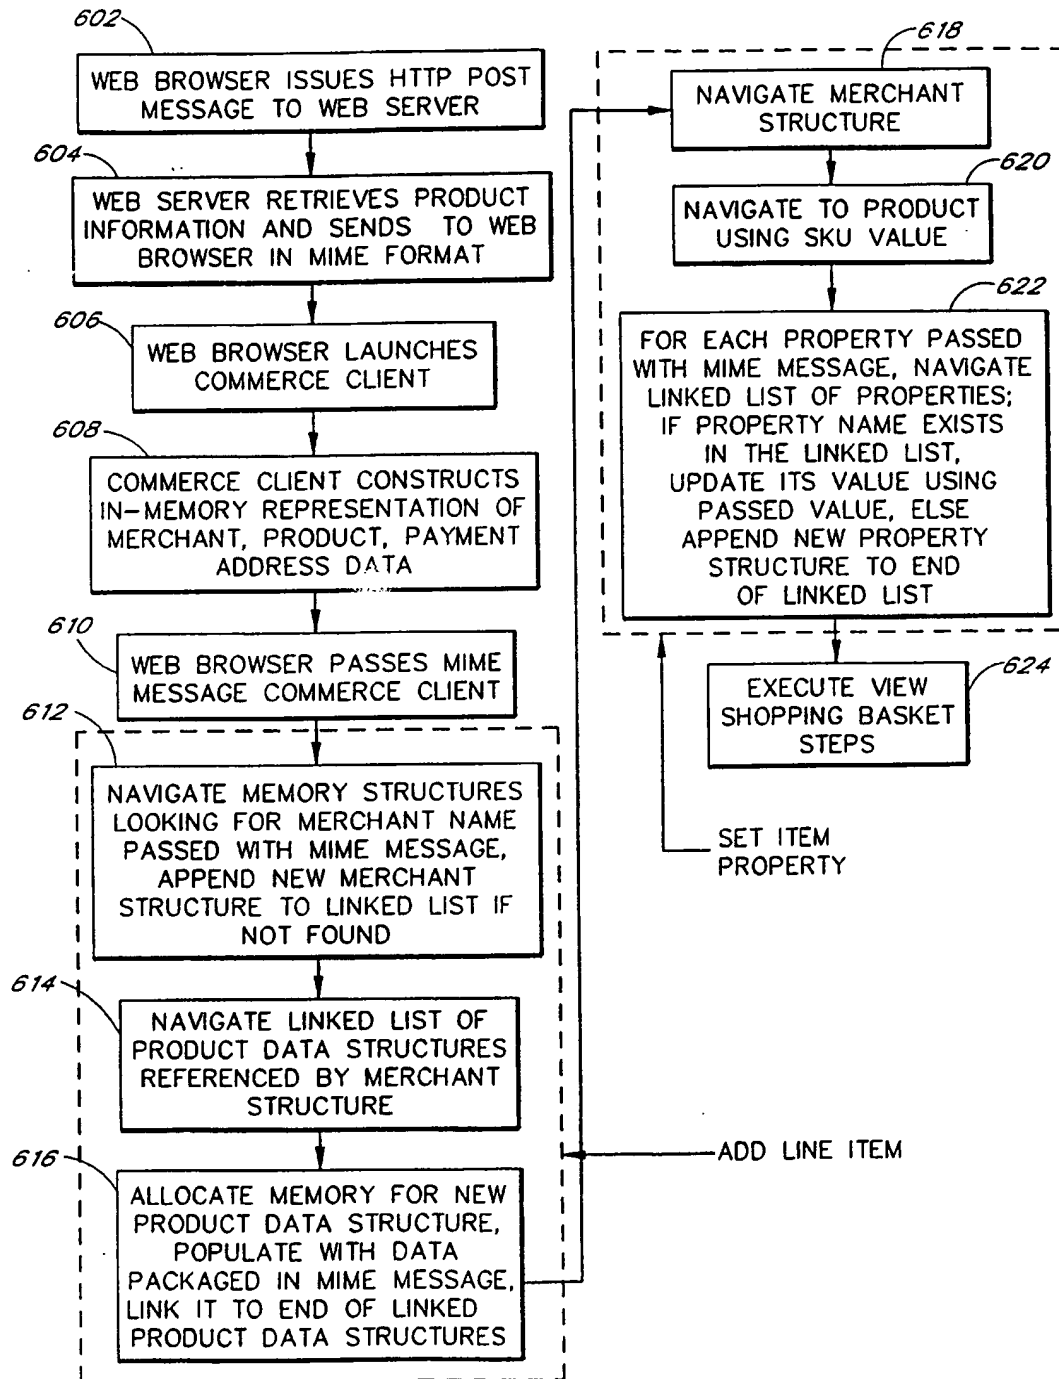 602
WEB BROWSER ISSUES HTTP POST
MESSAGE TO WEB SERVER
604
WEB SERVER RETRIEVES PRODUCT
INFORMATION AND SENDS TO WEB
BROWSER IN MIME FORMAT
606
WEB BROWSER LAUNCHES
COMMERCE CLIENT
608
COMMERCE CLIENT CONSTRUCTS
IN-MEMORY REPRESENTATION OF
MERCHANT, PRODUCT, PAYMENT
ADDRESS DATA
610
WEB BROWSER PASSES MIME
MESSAGE COMMERCE CLIENT
612
NAVIGATE MEMORY STRUCTURES
LOOKING FOR MERCHANT NAME
PASSED WITH MIME MESSAGE,
APPEND NEW MERCHANT
STRUCTURE TO LINKED LIST IF
NOT FOUND
614
NAVIGATE LINKED LIST OF
PRODUCT DATA STRUCTURES
REFERENCED BY MERCHANT
STRUCTURE
616
ALLOCATE MEMORY FOR NEW
PRODUCT DATA STRUCTURE,
POPULATE WITH DATA
PACKAGED IN MIME MESSAGE,
LINK IT TO END OF LINKED
PRODUCT DATA STRUCTURES
ADD LINE ITEM
618
NAVIGATE MERCHANT
STRUCTURE
620
NAVIGATE TO PRODUCT
USING SKU VALUE
622
FOR EACH PROPERTY PASSED
WITH MIME MESSAGE, NAVIGATE
LINKED LIST OF PROPERTIES;
IF PROPERTY NAME EXISTS
IN THE LINKED LIST,
UPDATE ITS VALUE USING
PASSED VALUE, ELSE
APPEND NEW PROPERTY
STRUCTURE TO END
OF LINKED LIST
624
EXECUTE VIEW
SHOPPING BASKET
STEPS
SET ITEM
PROPERTY